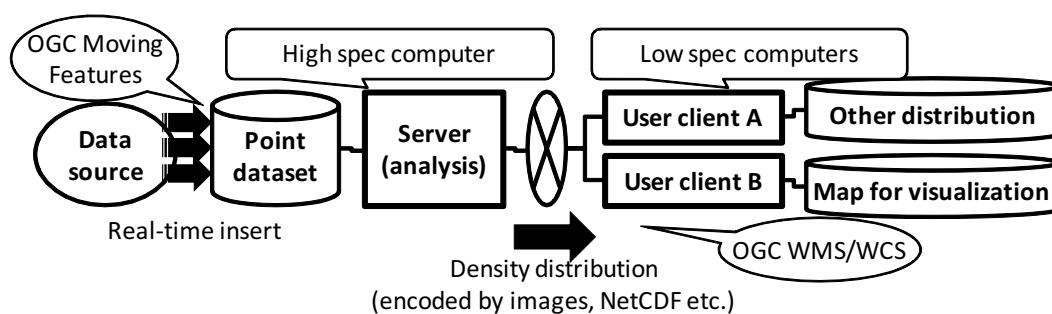 OGC Moving
Features
High spec computer
Low spec computers
Data
source
Point
dataset
Server
(analysis)
User client A
User client B
Other distribution
Map for visualization
Real-time insert
OGC WMS/WCS
Density distribution
(encoded by images, NetCDF etc.)